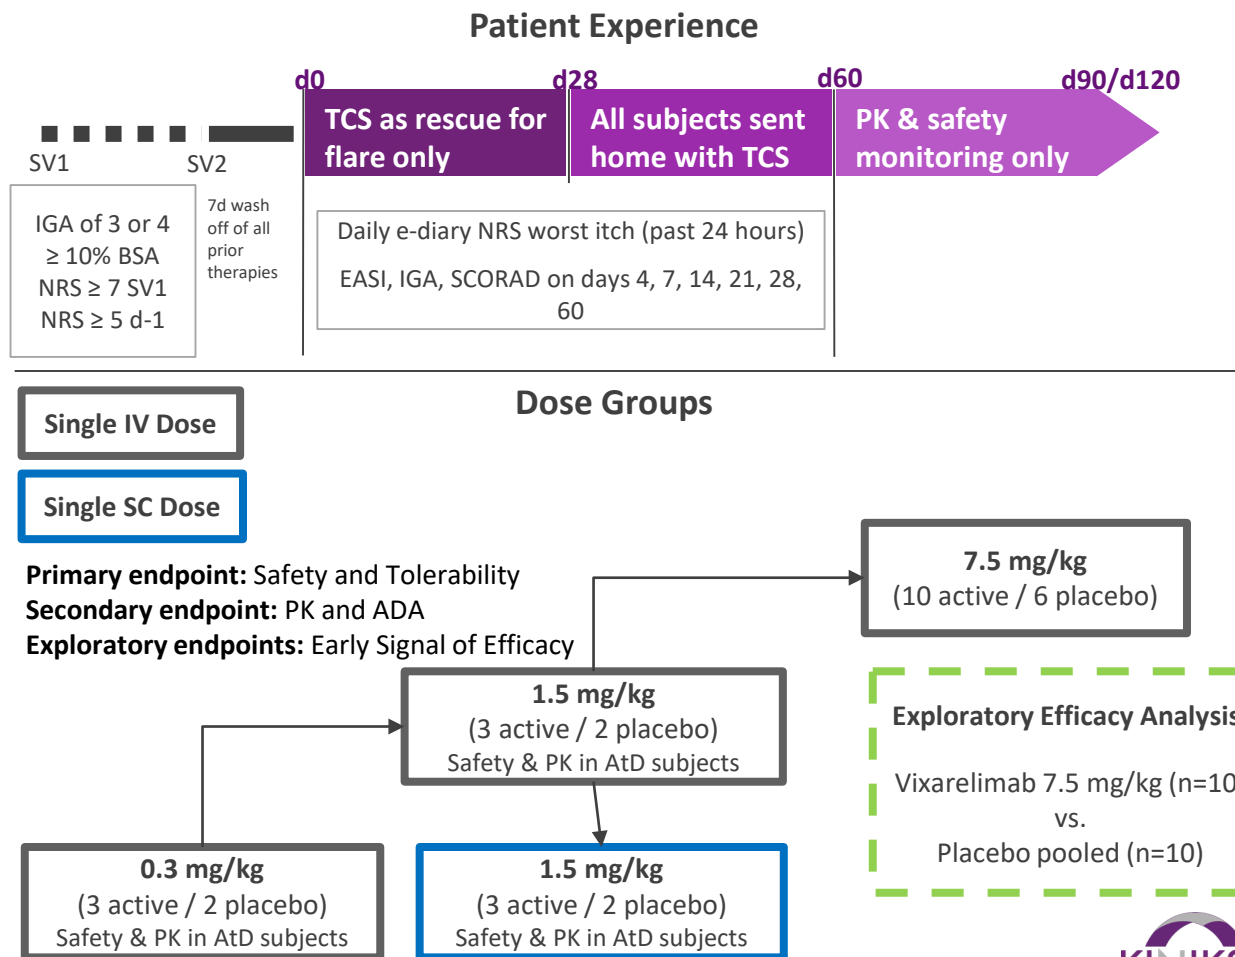 Patient Experience
d0
d28
d60
d90/d120
TCS as rescue for
flare only
All subjects sent
home with TCS
PK & safety
monitoring only
SV1
SV2
IGA of 3 or 4
≥ 10% BSA
NRS ≥ 7 SV1
NRS ≥ 5 d-1
7d wash
off of all
prior
therapies
Daily e-diary NRS worst itch (past 24 hours)
EASI, IGA, SCORAD on days 4, 7, 14, 21, 28,
60
Dose Groups
Single IV Dose
Single SC Dose
Primary endpoint: Safety and Tolerability
Secondary endpoint: PK and ADA
Exploratory endpoints: Early Signal of Efficacy
7.5 mg/kg
(10 active / 6 placebo)
1.5 mg/kg
(3 active / 2 placebo)
Safety & PK in AtD subjects
Exploratory Efficacy Analysis
Vixarelimab 7.5 mg/kg (n=10
vs.
Placebo pooled (n=10)
0.3 mg/kg
(3 active / 2 placebo)
Safety & PK in AtD subjects
1.5 mg/kg
(3 active / 2 placebo)
Safety & PK in AtD subjects